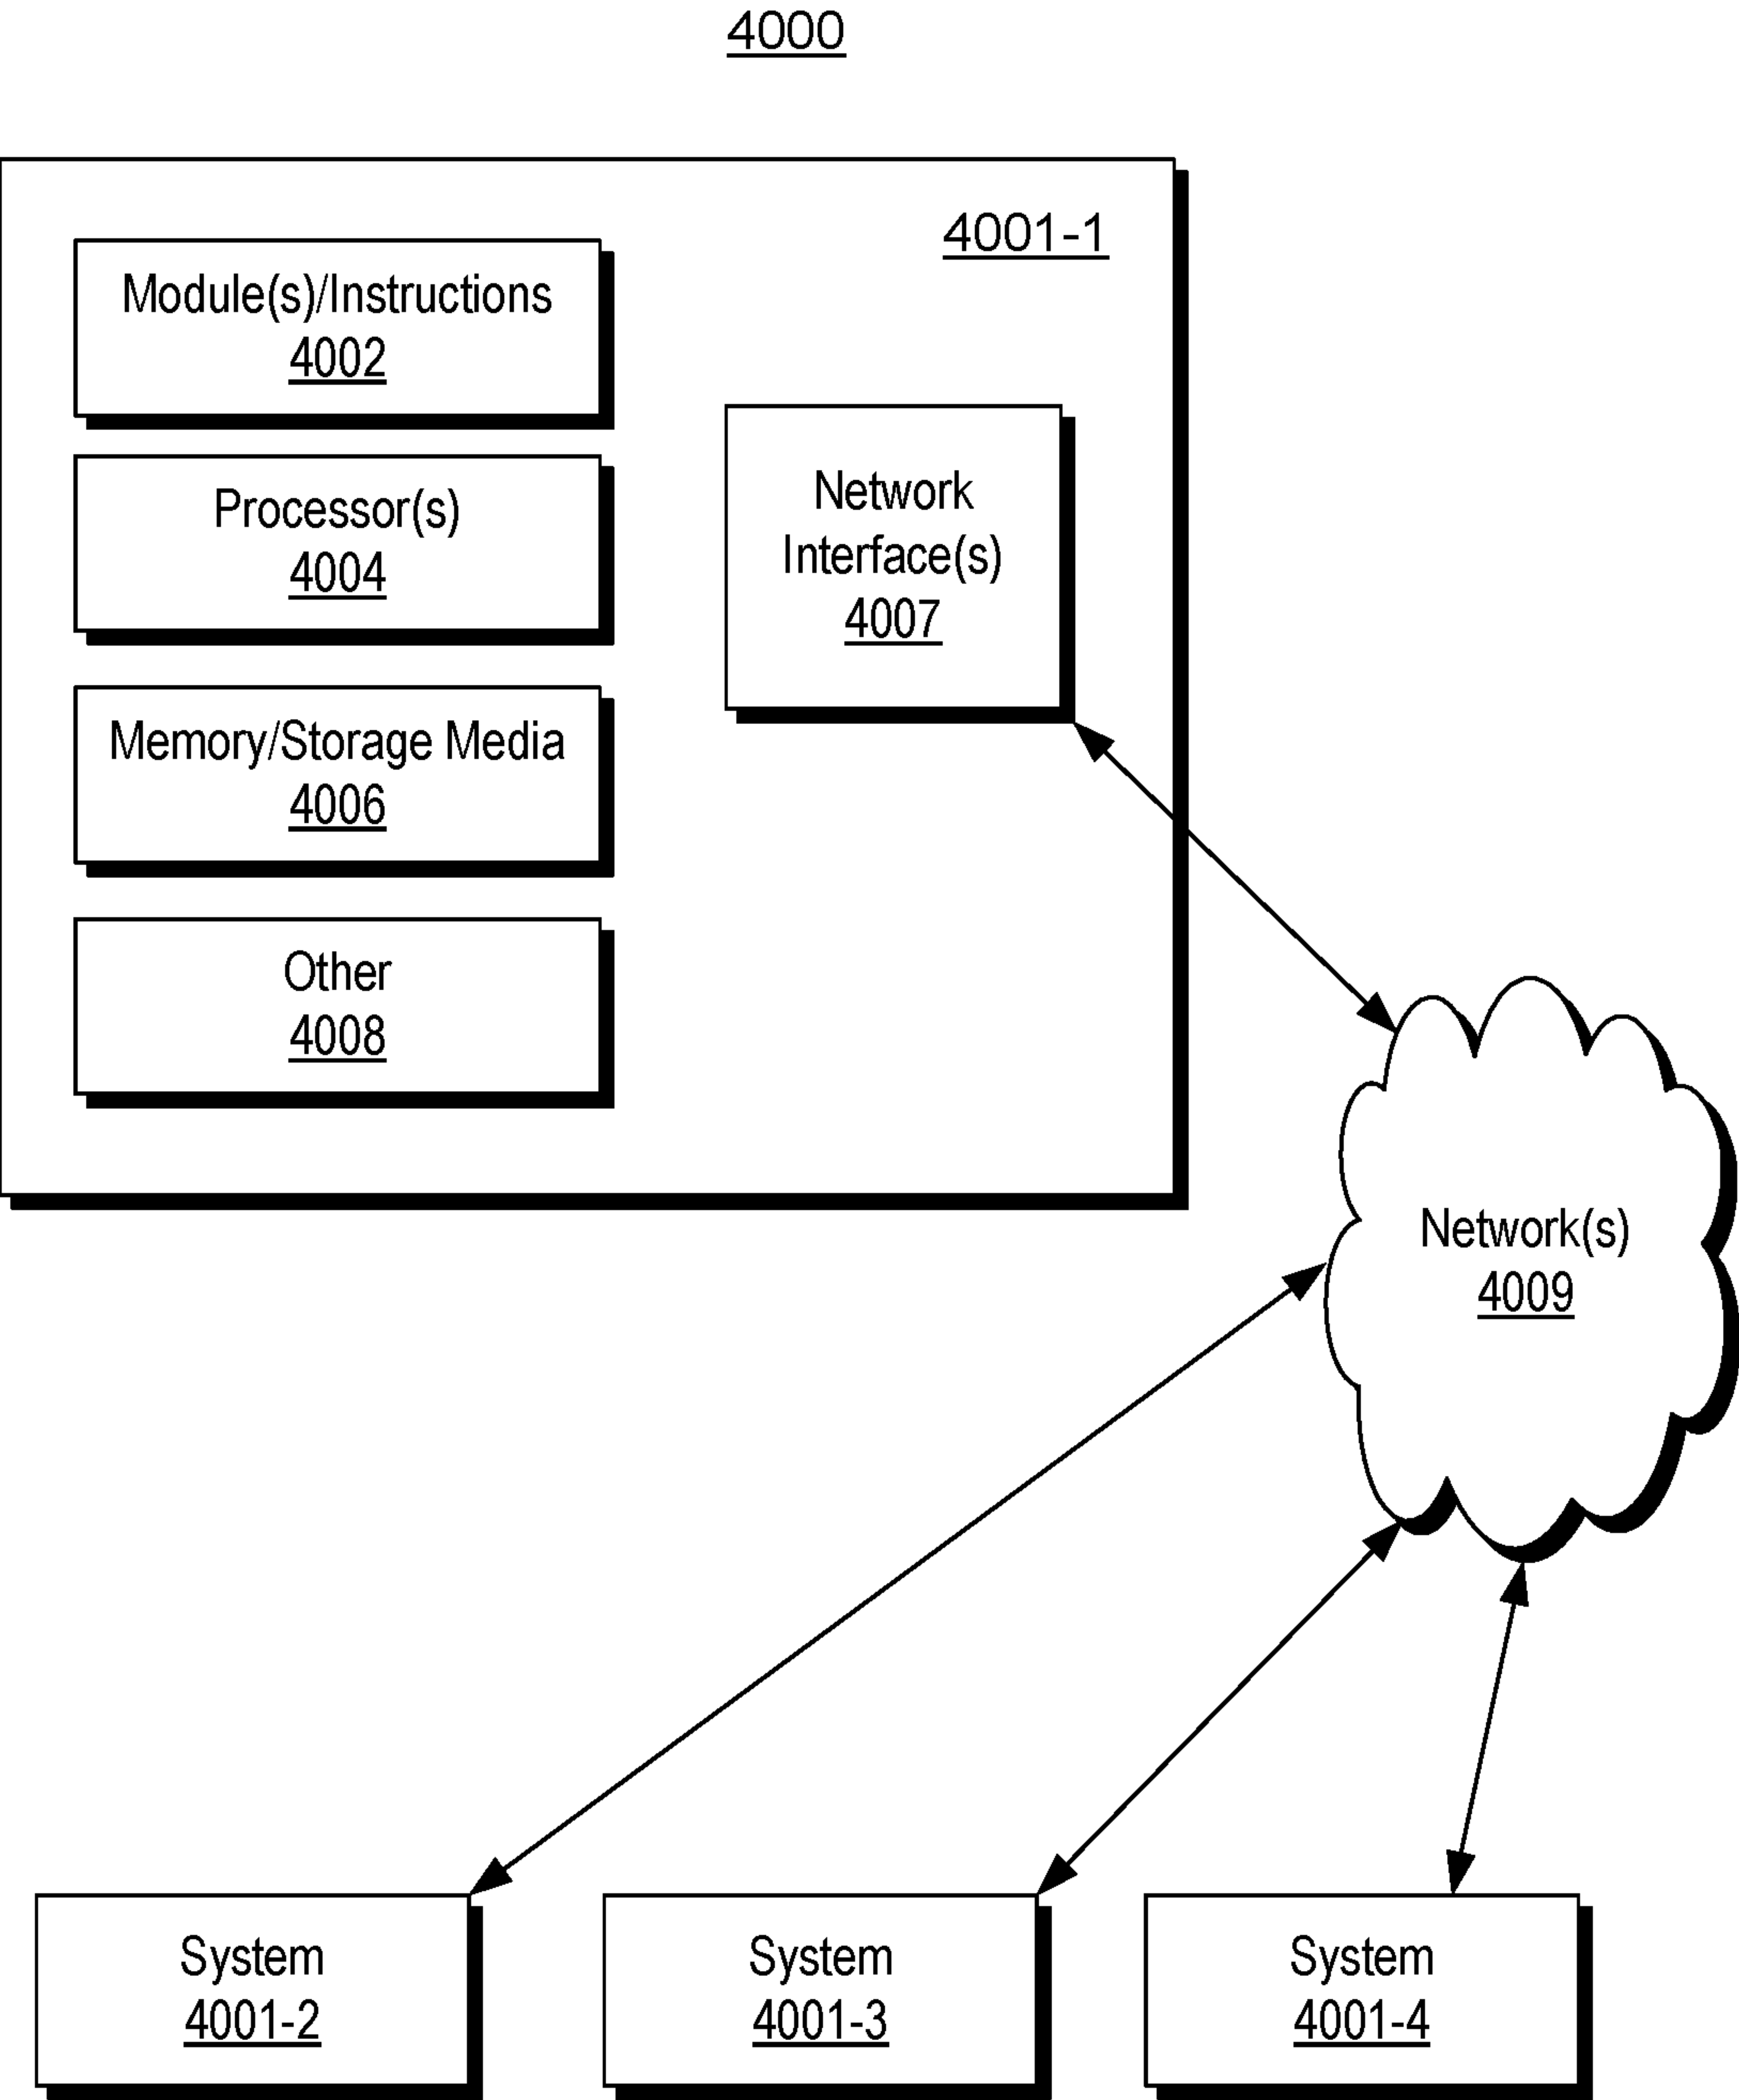 4000
4001-1
Module(s)/Instructions
4002
Processor(s)
4004
Network
Interface(s)
4007
Memory/Storage Media
4006
Other
4008
Network(s)
4009
System
4001-2
System
4001-3
System
4001-4